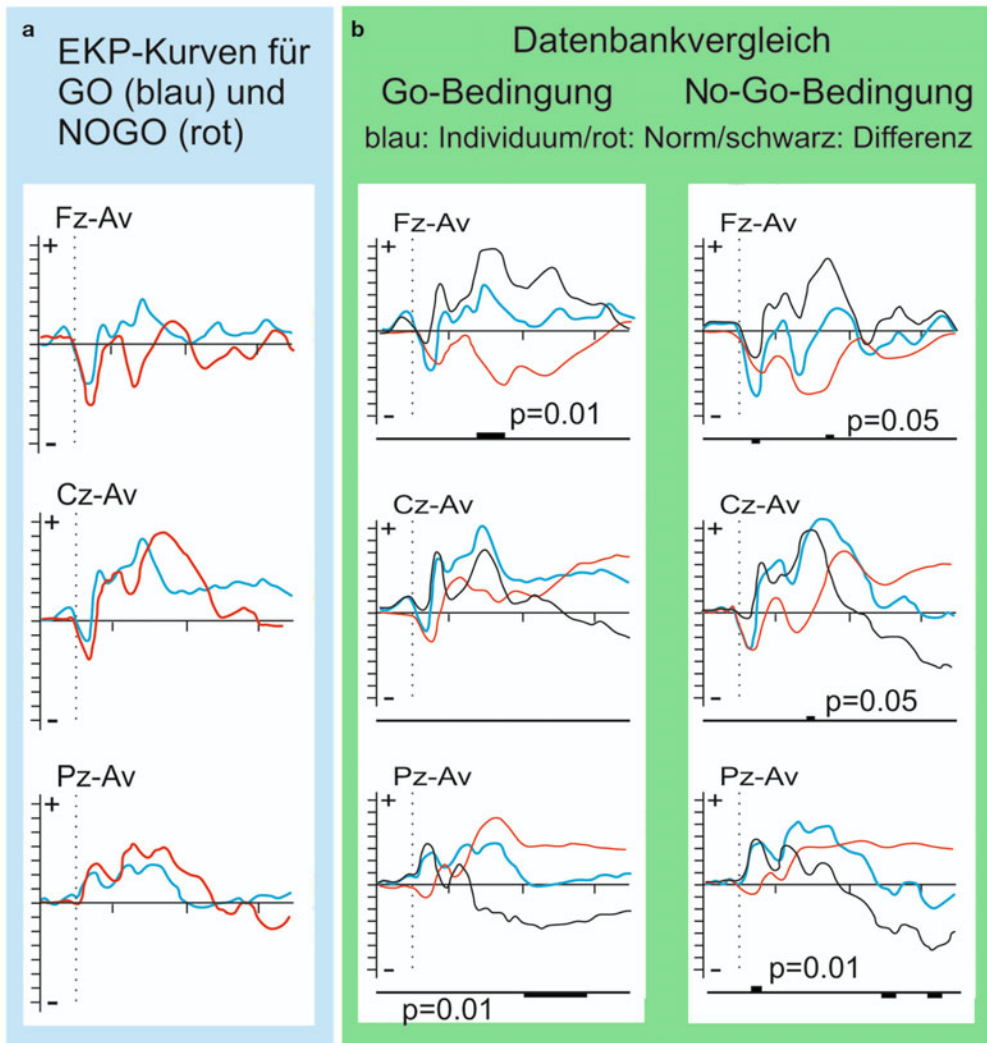 a
EKP-Kurven für
GO (blau) und
NOGO (rot)
Fz-Av
+
-
Cz-Av
+
-
Pz-Av
+
-
b
Datenbankvergleich
Go-Bedingung
No-Go-Bedingung
blau: Individuum/rot: Norm/schwarz: Differenz
Fz-Av
+
-
p=0.01
Fz-Av
+
-
p=0.05
Cz-Av
+
-
Cz-Av
+
-
p=0.05
Pz-Av
+
-
p=0.01
Pz-Av
+
-
p=0.01